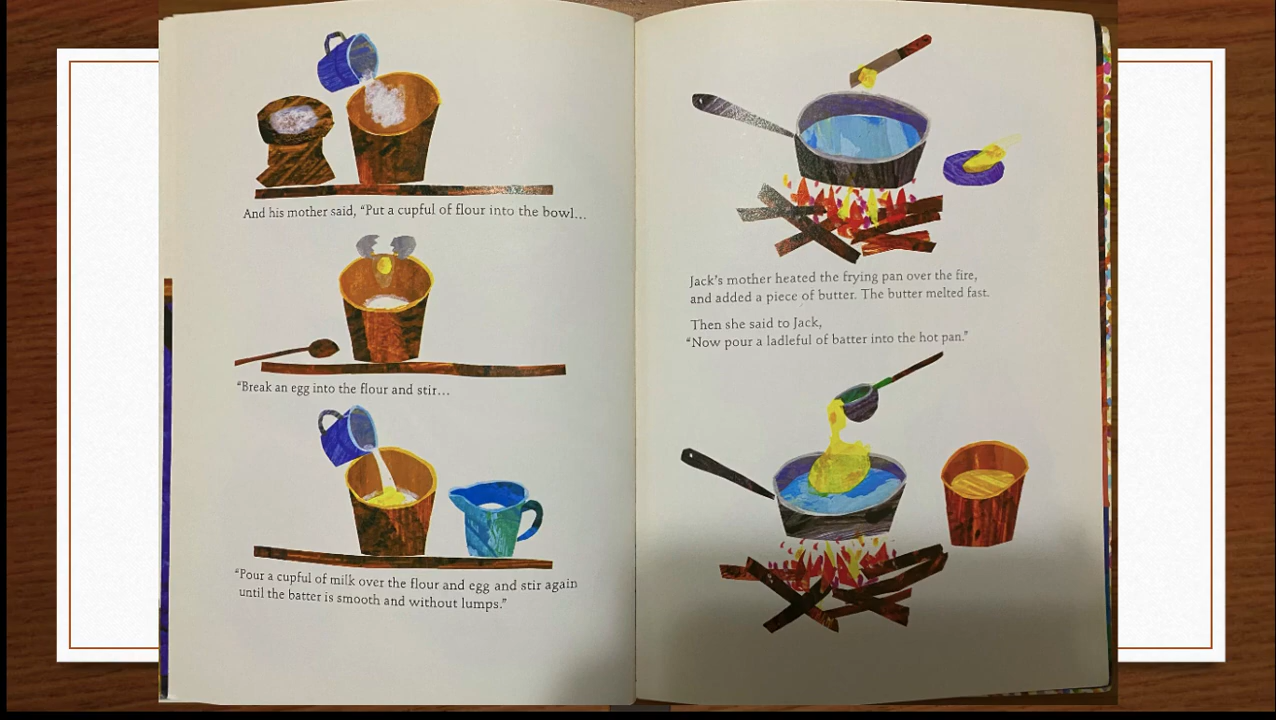 And his mother said, “Put a cupful of flour into the bowl...
“Break an egg into the flour and stir...
“Pour a cupful of milk over the flour and egg and stir again
until the batter is smooth and without lumps.”
Jack’s mother heated the frying pan over the fire,
and added a piece of butter. The butter melted fast.
Then she said to Jack,
“Now pour a ladleful of batter into the hot pan.”